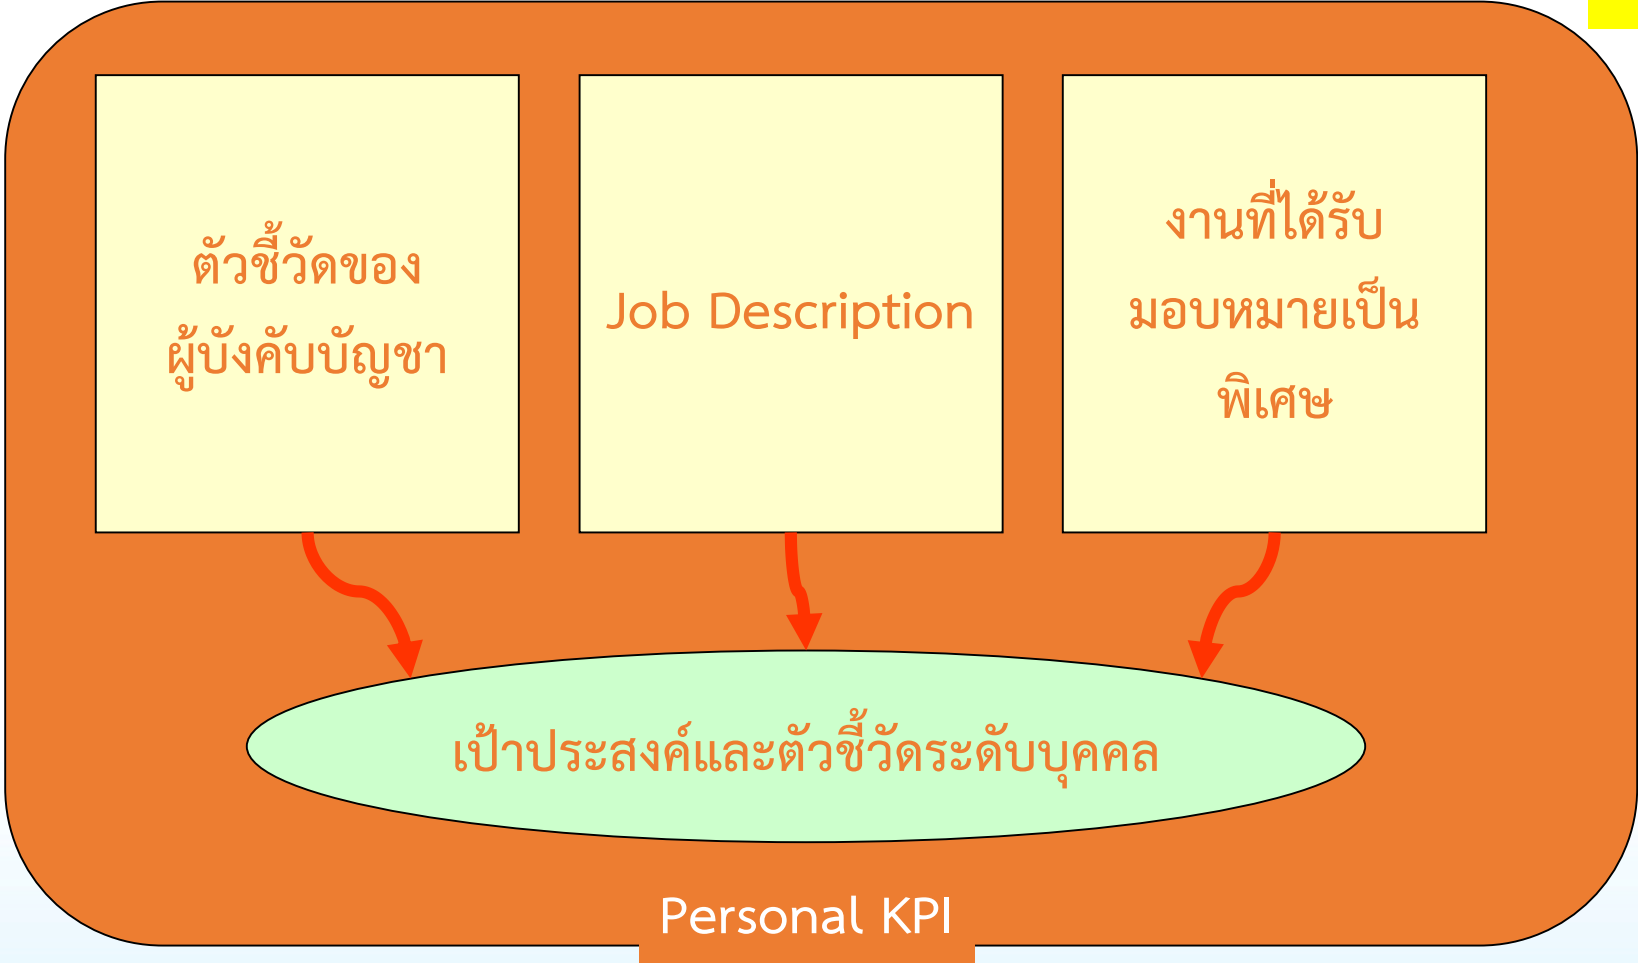 ตัวชี้วัดของ
ผู้บังคับบัญชา
Job Description
งานที่ได้รับ
มอบหมายเป็น
พิเศษ
เป้าประสงค์และตัวชี้วัดระดับบุคคล
Personal KPI